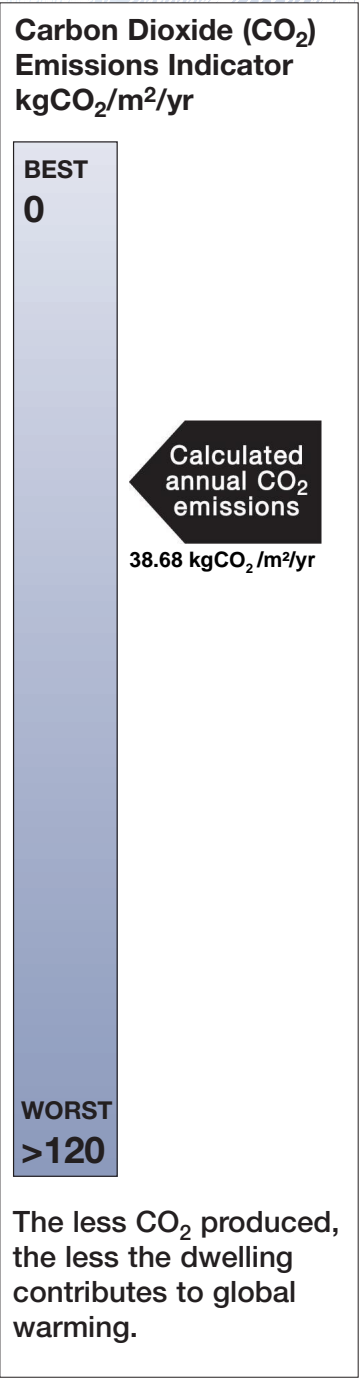 Carbon Dioxide (CO₂)
Emissions Indicator
kgCO₂/m²/yr
BEST
0
Calculated
annual CO₂
emissions
38.68 kgCO₂/m²/yr
WORST
>120
The less CO₂ produced,
the less the dwelling
contributes to global
warming.